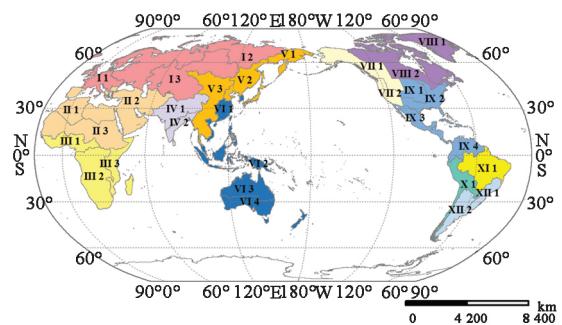 90°0° 60°120°E180°W 120° 60°90°
60° 60°
VIII 1
V 1
I 2
VII 1
I 1
I 3
V 2
VIII 2
V 3
IX 1
VII 2
IX 2
II 2
30° 30°
II 1
IV 1
VI 1
IX 3
IV 2
II 3
III 1
IX 4
N N
0° 0°
S S
III 3
VI 2
XI 1
III 2
X 1
VI 3
XII 1
VI 4
XII 2
30° 30°
60° 60°
90°0° 60°120°E180°W 120° 60°90°
km
0 4 200 8 400